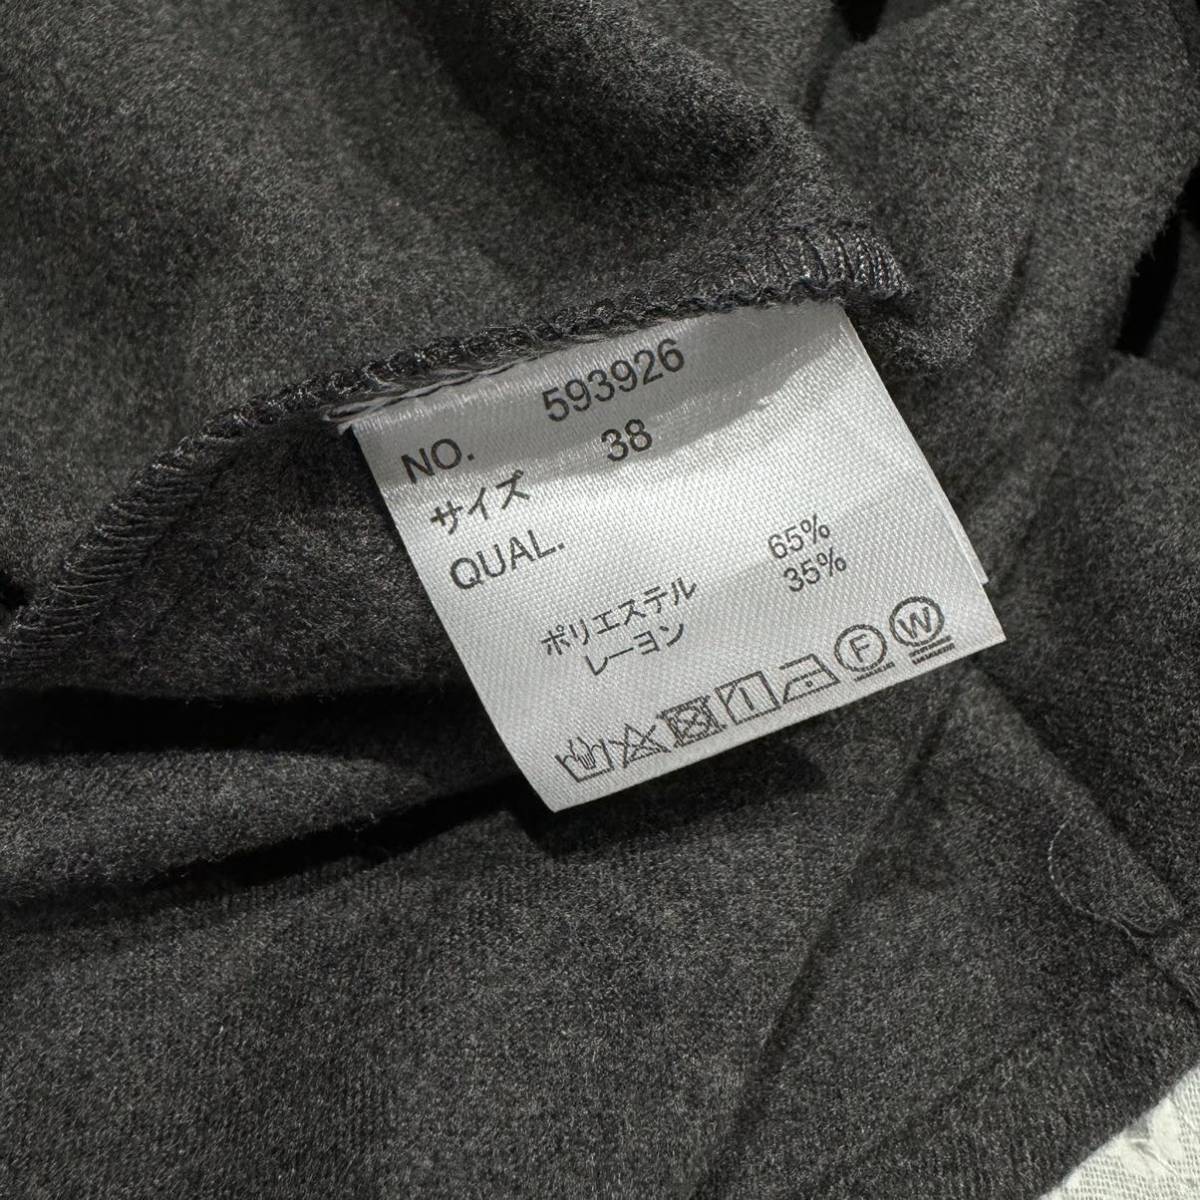 NO. 593926
サイズ 38
QUAL.
ポリエステル 65%
レーヨン 35%
F W